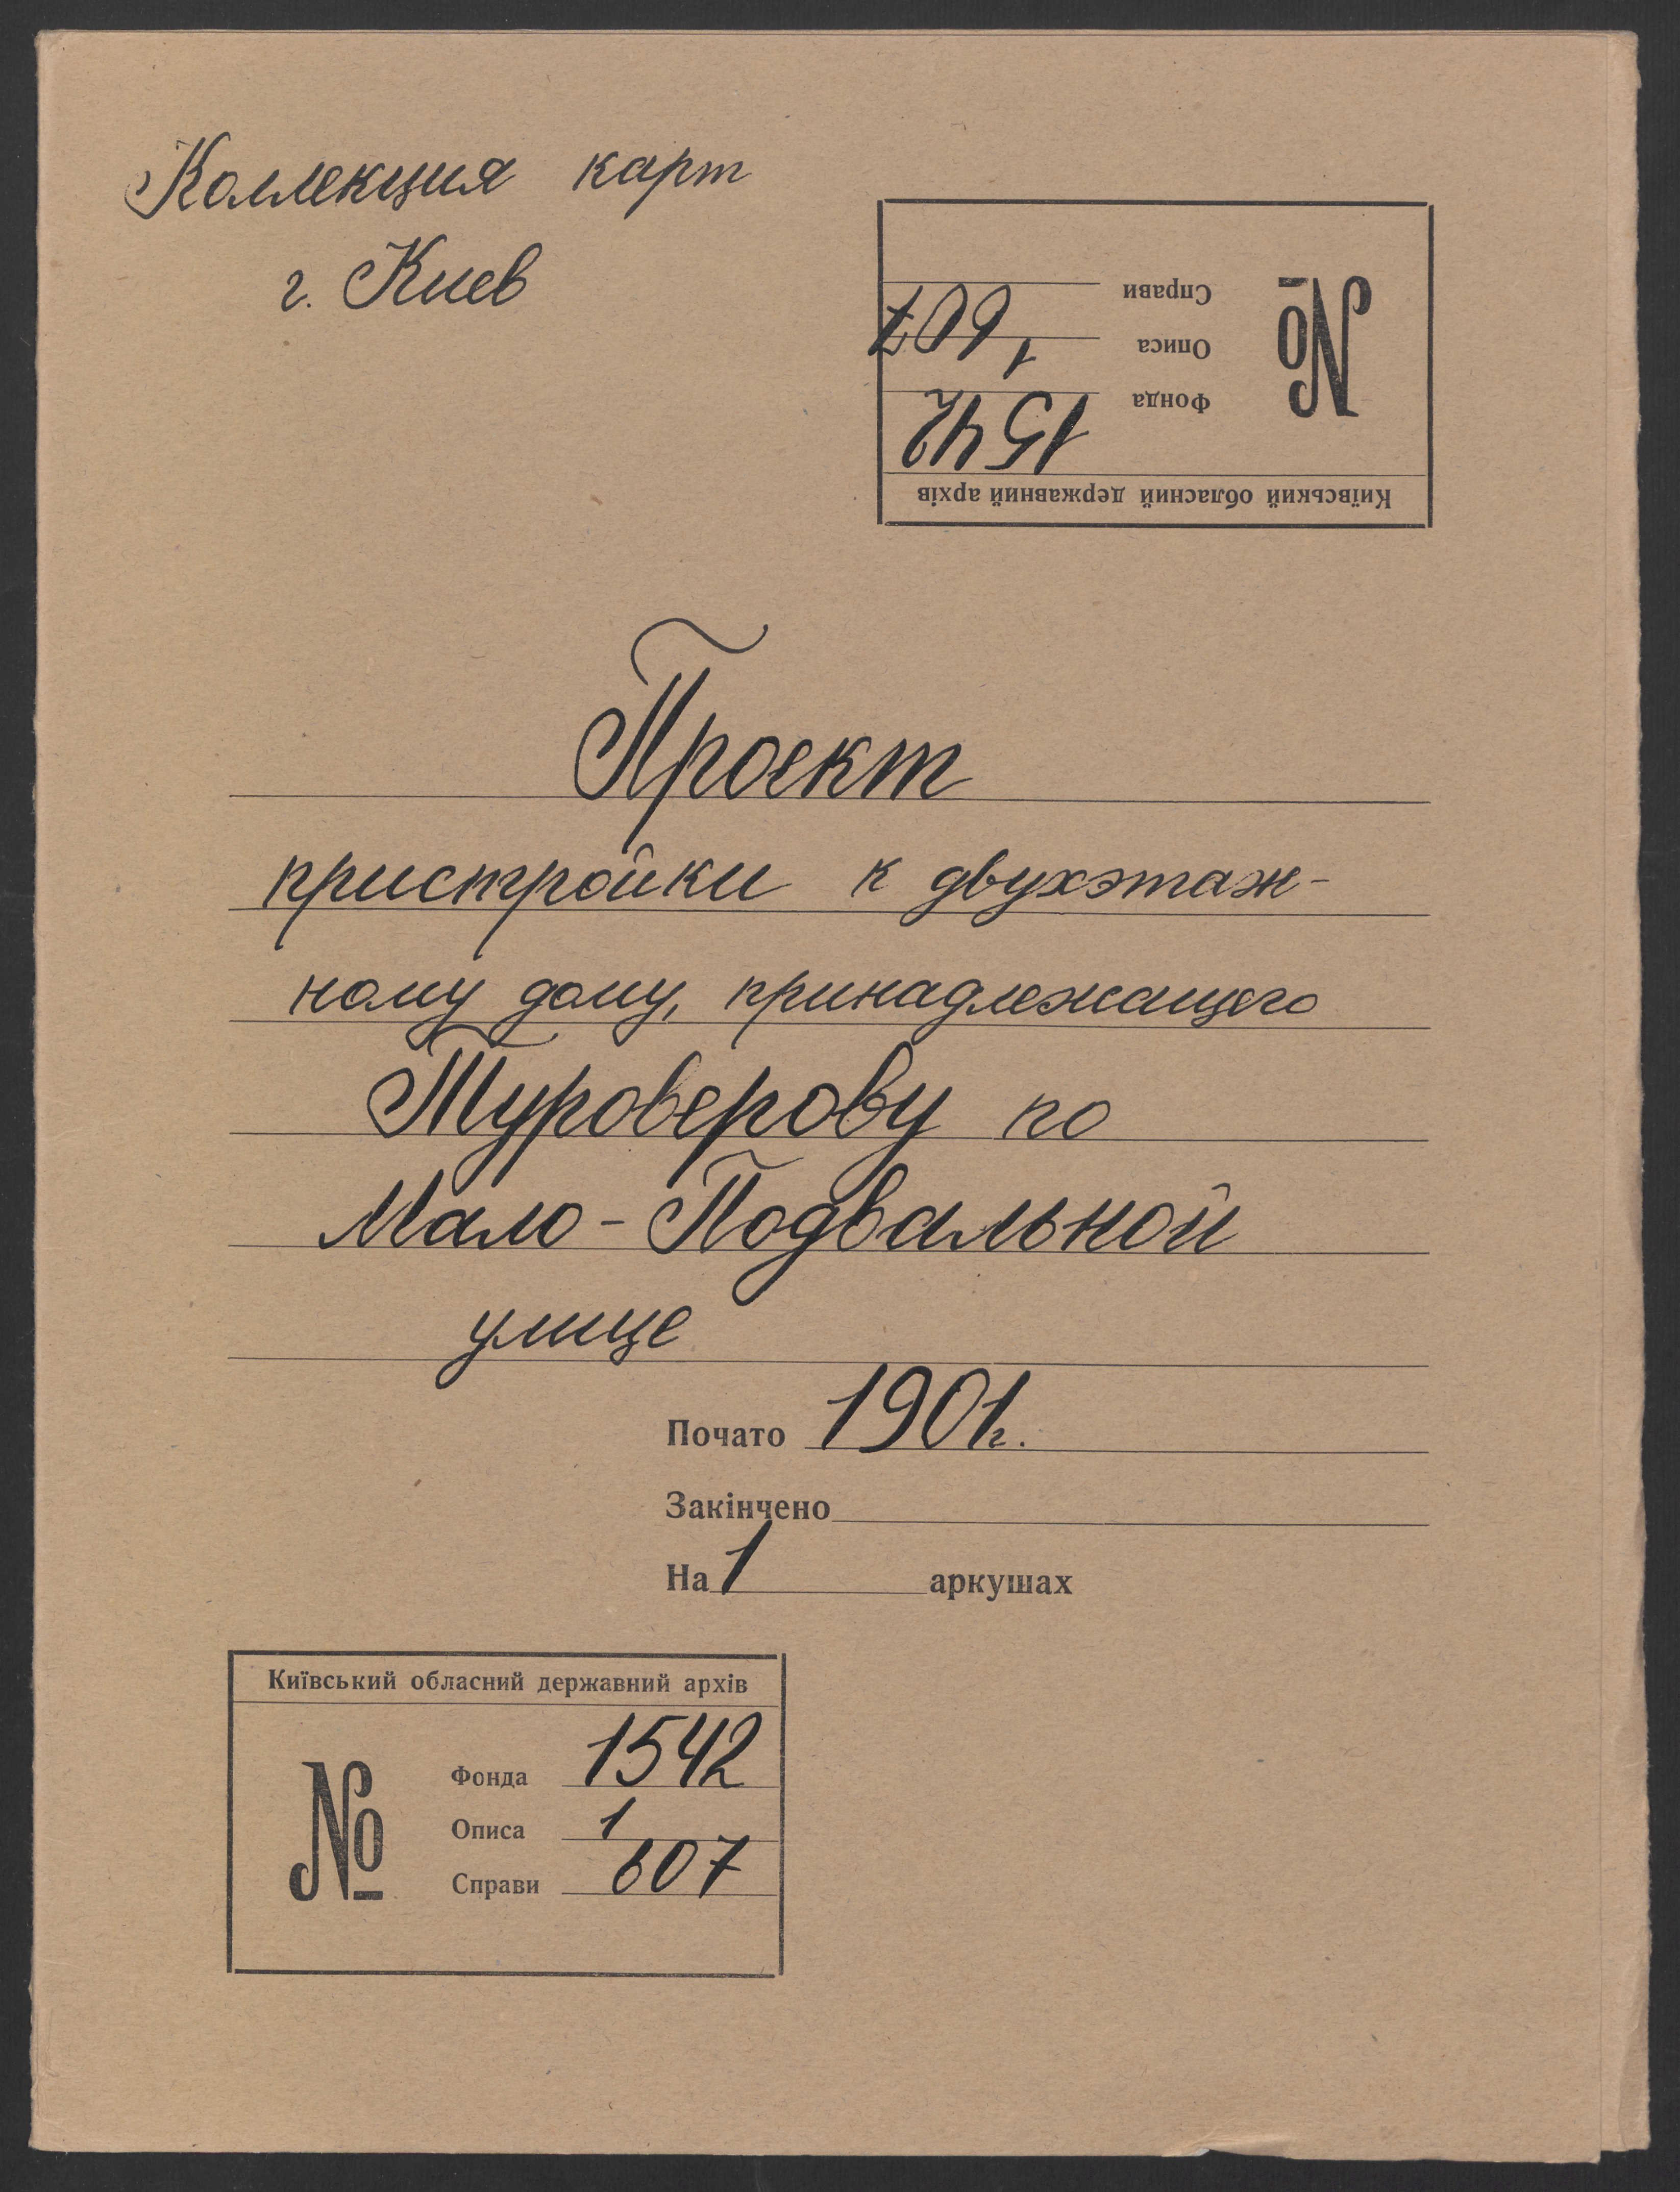 Коллекция карт
г. Киев
Київський обласний державний архів
№
Фонда 1542
Описа 1
Справи 607
Проект
пристройки к двухэтаж-
ному дому, принадлежащего
Туроверову по
Мало-Подвальной
улице
Почато 1901г.
Закінчено
На 1 аркушах
Київський обласний державний архів
№
Фонда 1542
Описа 1
Справи 607